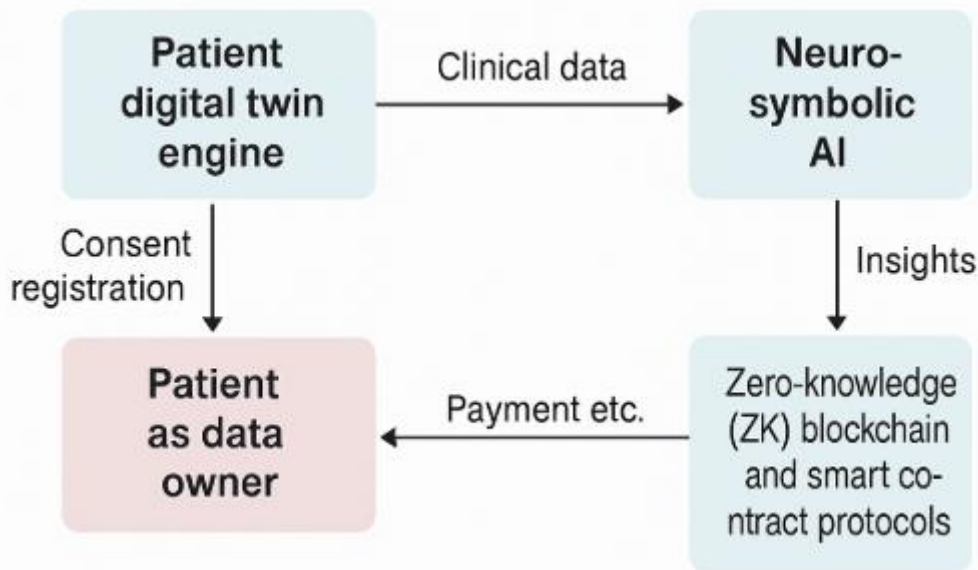 Patient
digital twin
engine
Clinical data
Neuro-
symbolic
AI
Consent
registration
Insights
Patient
as data
owner
Payment etc.
Zero-knowledge
(ZK) blockchain
and smart co-
ntract protocols